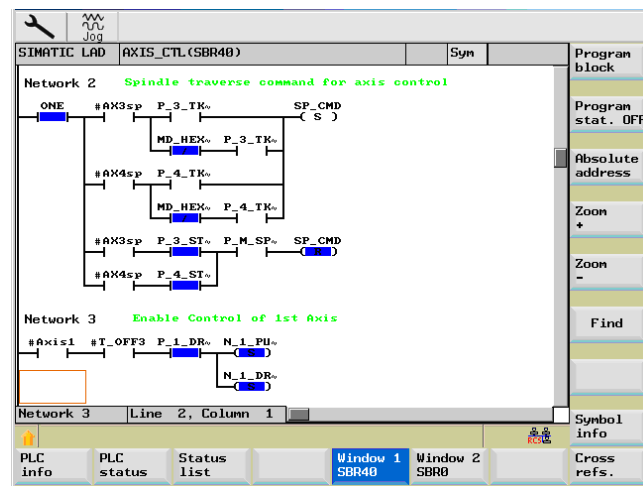 Jog
SIMATIC LAD AXIS_CTL(SBR40) Sym
Program block
Network 2 Spindle traverse command for axis control
ONE #AX3sp P_3_TK~ SP_CMD
( S )
Program stat. OFF
MD_HEX~ P_3_TK~
/
Absolute address
#AX4sp P_4_TK~
MD_HEX~ P_4_TK~
/
Zoom +
#AX3sp P_3_ST~ P_M_SP~ SP_CMD
( R )
Zoom -
#AX4sp P_4_ST~
Network 3 Enable Control of 1st Axis
Find
#Axis1 #T_OFF3 P_1_DR~ N_1_PU~
( S )
N_1_DR~
( S )
Network 3 Line 2, Column 1
Symbol info
RCS
PLC info
PLC status
Status list
Window 1 SBR40
Window 2 SBR0
Cross refs.